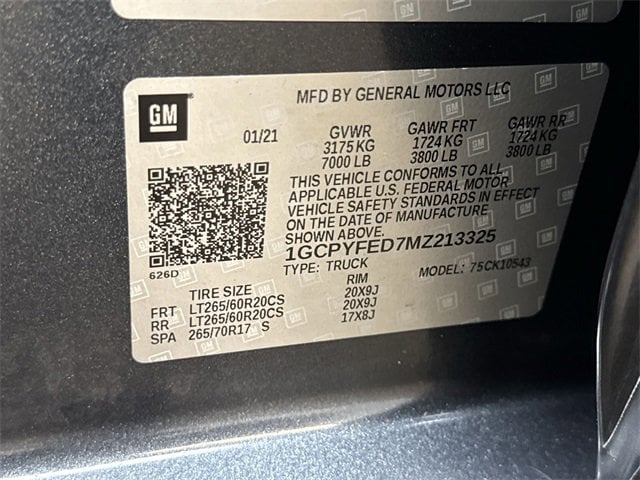 GM
MFD BY GENERAL MOTORS LLC
01/21 GVWR GAWR FRT GAWR RR
3175 KG 1724 KG 1724 KG
7000 LB 3800 LB 3800 LB
THIS VEHICLE CONFORMS TO ALL
APPLICABLE U.S. FEDERAL MOTOR
VEHICLE SAFETY STANDARDS IN EFFECT
ON THE DATE OF MANUFACTURE
SHOWN ABOVE.
1GCPYFED7MZ213325
626D TYPE: TRUCK MODEL: 75CK10543
TIRE SIZE RIM
FRT LT265/60R20CS 20X9J
RR LT265/60R20CS 20X9J
SPA 265/70R17 S 17X8J